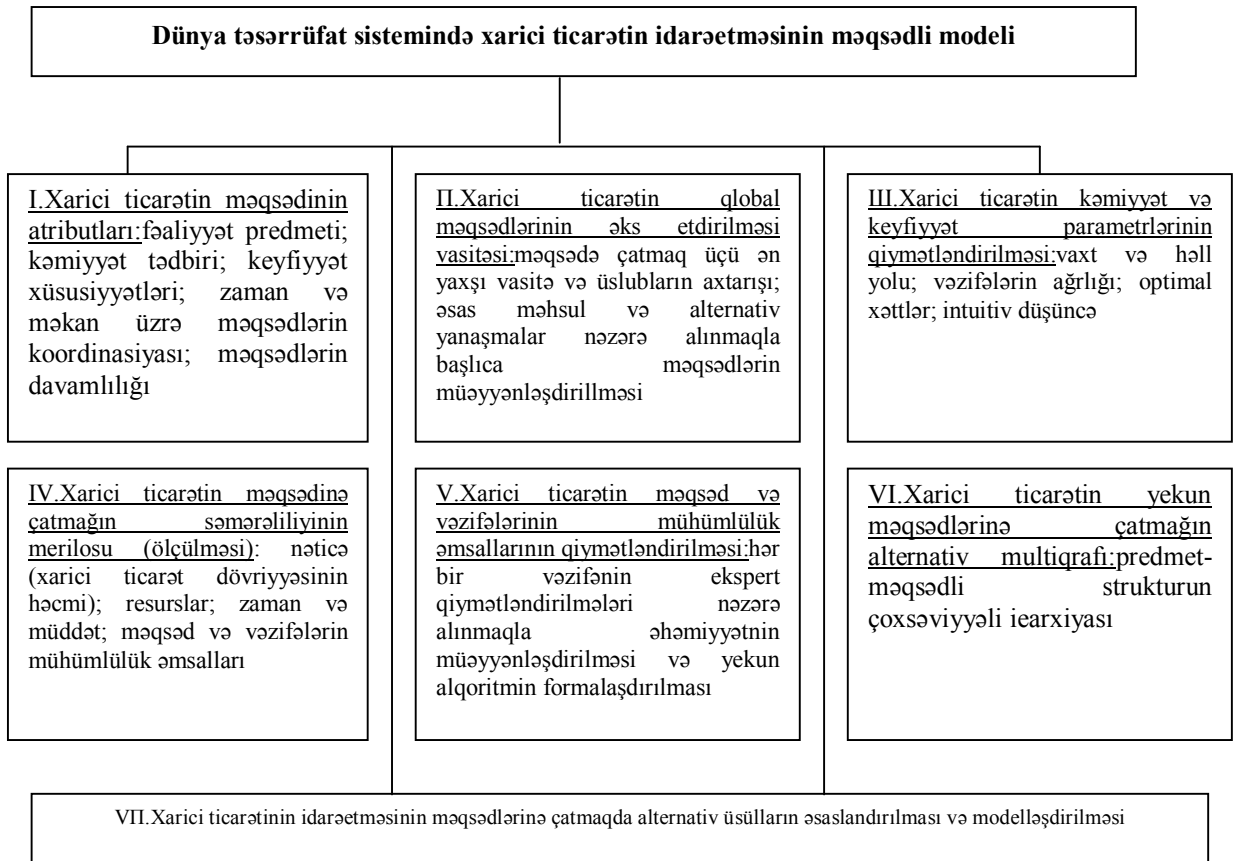 Dünya təsərrüfat sistemində xarici ticarətin idarəetməsinin məqsədli modeli
I.Xarici ticarətin məqsədinin
atributları:fəaliyyət predmeti;
kəmiyyət tədbiri; keyfiyyət
xüsusiyyətləri; zaman və
məkan üzrə məqsədlərin
koordinasiyası; məqsədlərin
davamlılığı
П.Xarici ticarətin qlobal
məqsədlərinin əks etdirilməsi
vasitəsi:məqsədə çatmaq üçü ən
yaxşı vasitə və üslubların axtarışı;
əsas məhsul və alternativ
yanaşmalar nəzərə alınmaqla
başlıca məqsədlərin
müəyyənləşdirillməsi
III.Xarici ticarətin kəmiyyət və
keyfiyyət parametrlərinin
qiymətləndirilməsi:vaxt və həll
yolu; vəzifələrin ağrlığı; optimal
xəttlər; intuitiv düşüncə
IV.Xarici ticarətin məqsədinə
çatmağın səmərəliliyinin
merilosu (ölçülməsi): nəticə
(xarici ticarət dövriyyəsinin
həcmi); resurslar; zaman və
müddət; məqsəd və vəzifələrin
mühümlülük əmsalları
V.Xarici ticarətin məqsəd və
vəzifələrinin mühümlülük
əmsallarının qiymətləndirilməsi:hər
bir vəzifənin ekspert
qiymətləndirilmələri nəzərə
alınmaqla əhəmiyyətnin
müəyyənləşdirilməsi və yekun
alqoritmin formalaşdırılması
VI.Xarici ticarətin yekun
məqsədlərinə çatmağın
alternativ multiqrafı:predmet-
məqsədli strukturun
çoxsəviyyəli iearxiyası
VП.Xarici ticarətinin idarəetməsinin məqsədlərinə çatmaqda alternativ üsülların əsaslandırılması və modelləşdirilməsi